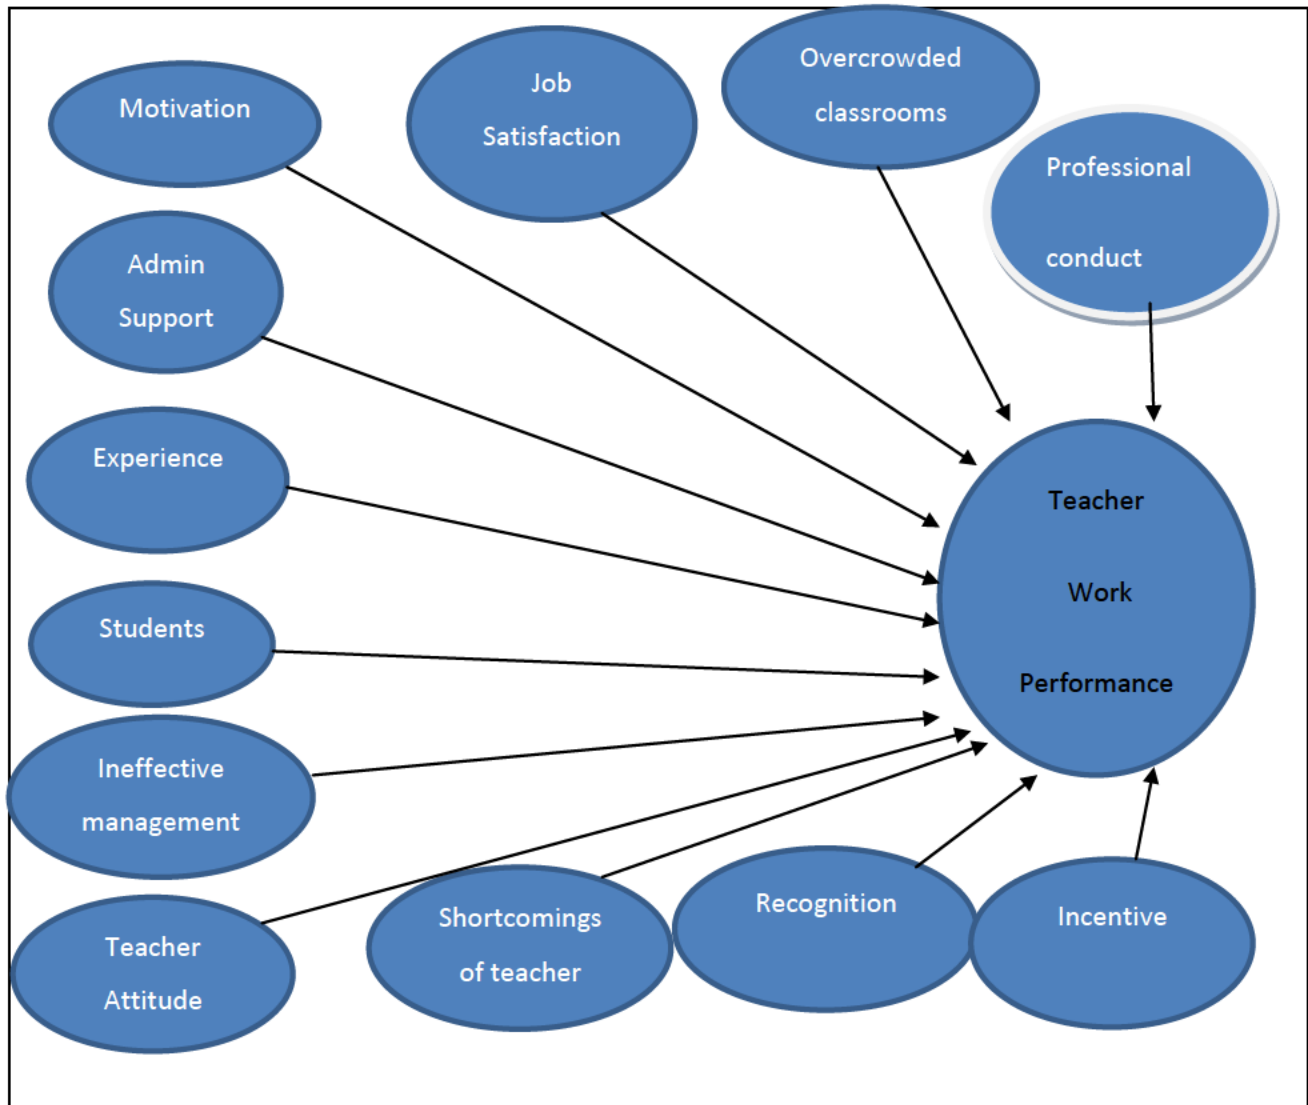 Motivation
Job
Satisfaction
Overcrowded
classrooms
Professional
conduct
Admin
Support
Experience
Students
Ineffective
management
Teacher
Attitude
Shortcomings
of teacher
Recognition
Incentive
Teacher
Work
Performance